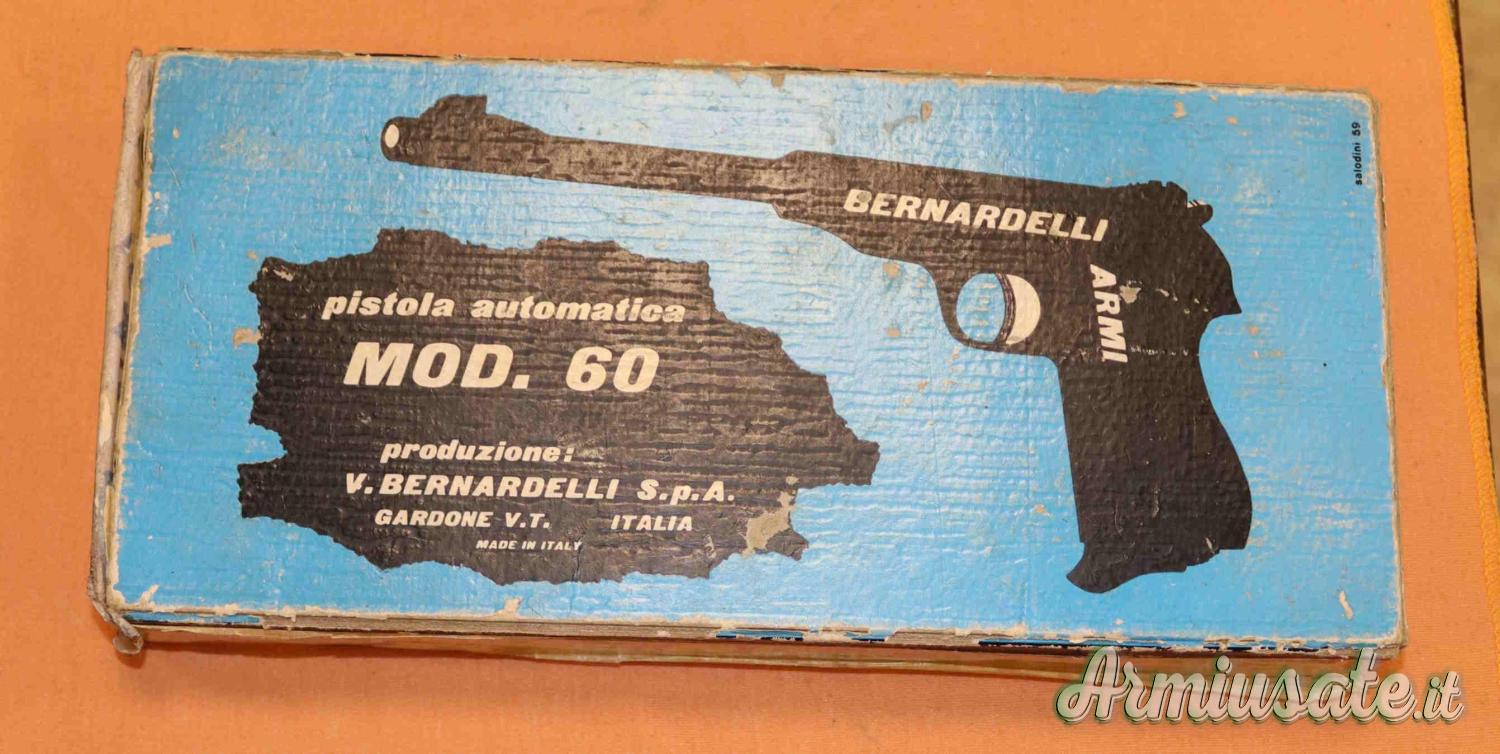 salodini 59
BERNARDELLI
ARMI
pistola automatica
MOD. 60
produzione:
V. BERNARDELLI S.p.A.
GARDONE V.T. ITALIA
MADE IN ITALY
Armiusate.it